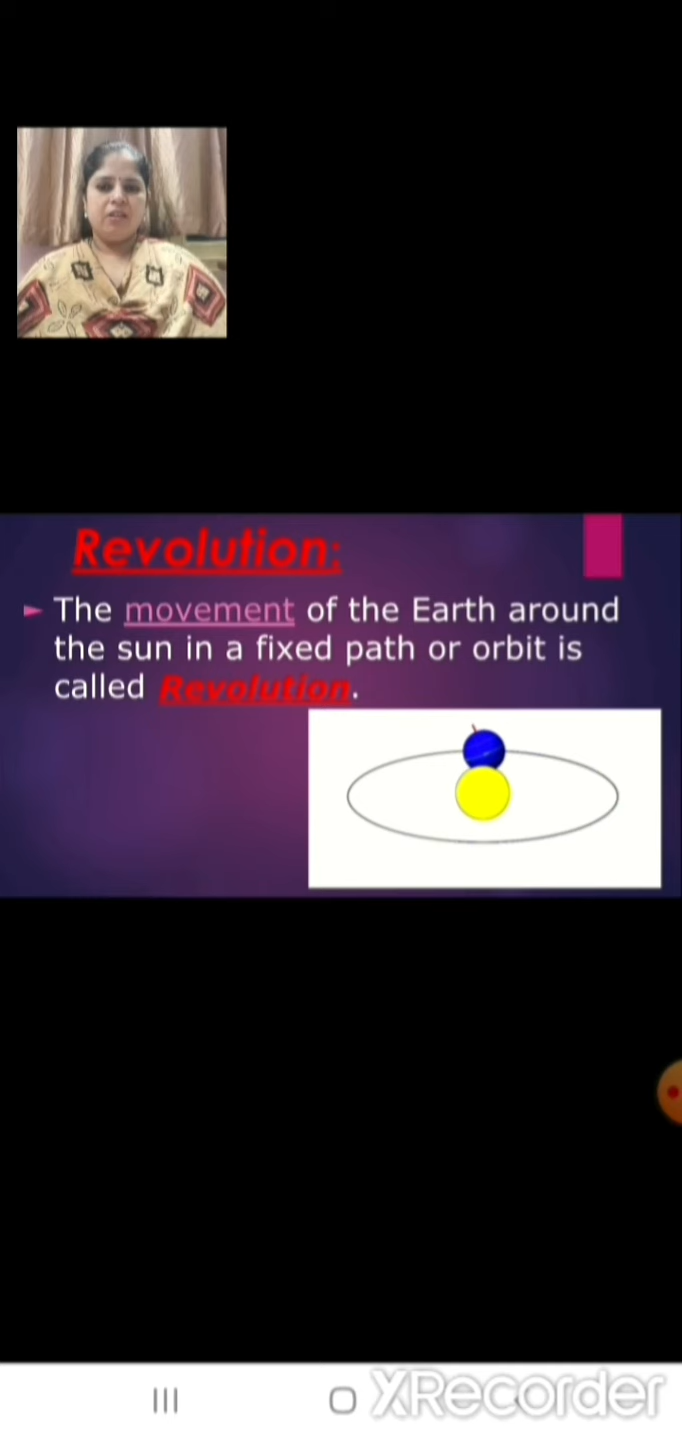 Revolution:
The movement of the Earth around
the sun in a fixed path or orbit is
called Revolution.
XRecorder